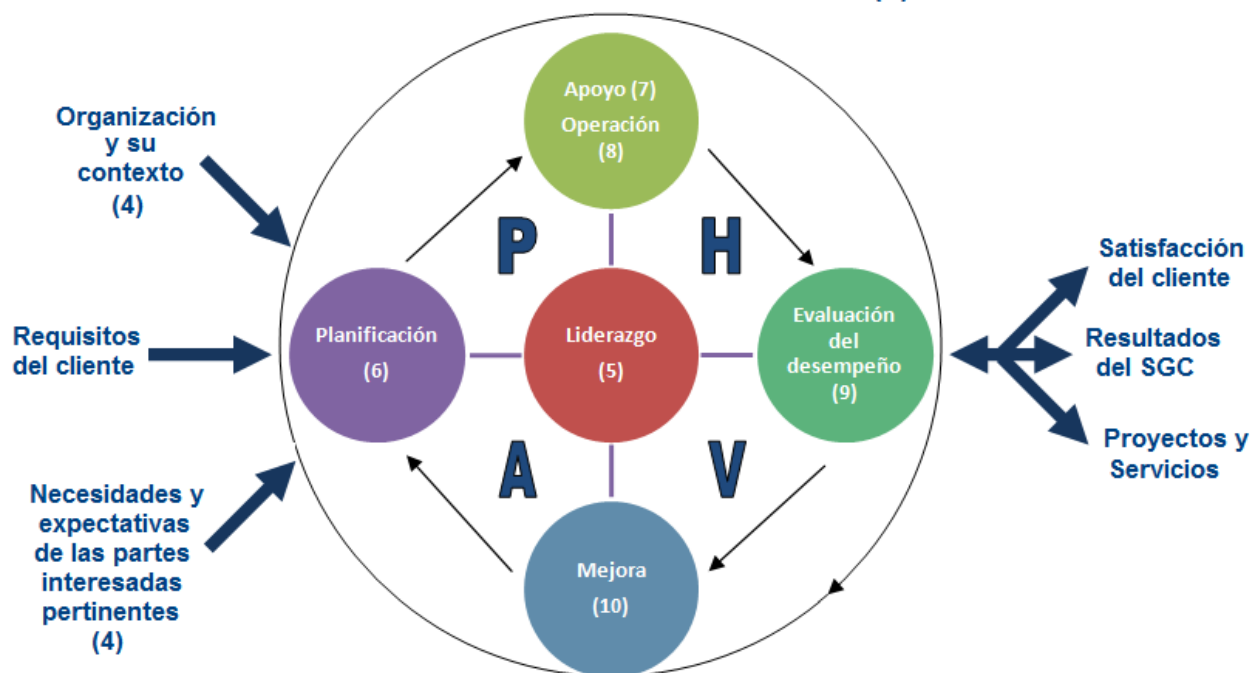 Organización
y su
contexto
(4)
Requisitos
del cliente
Necesidades y
expectativas
de las partes
interesadas
pertinentes
(4)
Apoyo (7)
Operación
(8)
P
H
Planificación
(6)
Liderazgo
(5)
Evaluación
del
desempeño
(9)
A
V
Mejora
(10)
Satisfacción
del cliente
Resultados
del SGC
Proyectos y
Servicios